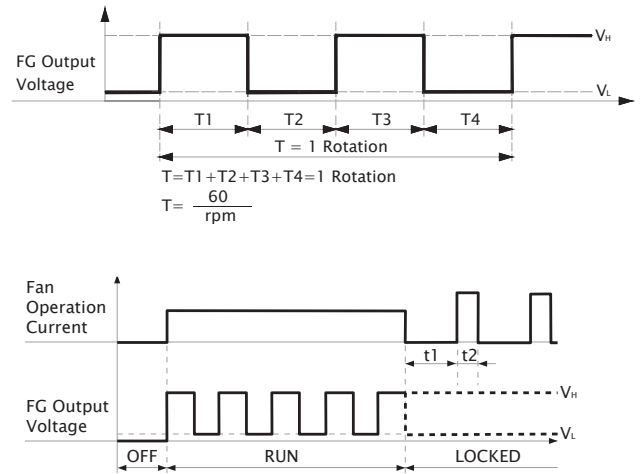 FG Output
Voltage
VH
VL
T1 T2 T3 T4
T = 1 Rotation
T=T1+T2+T3+T4=1 Rotation
T= 60
rpm
Fan
Operation
Current
t1 t2
FG Output
Voltage
VH
VL
OFF RUN LOCKED